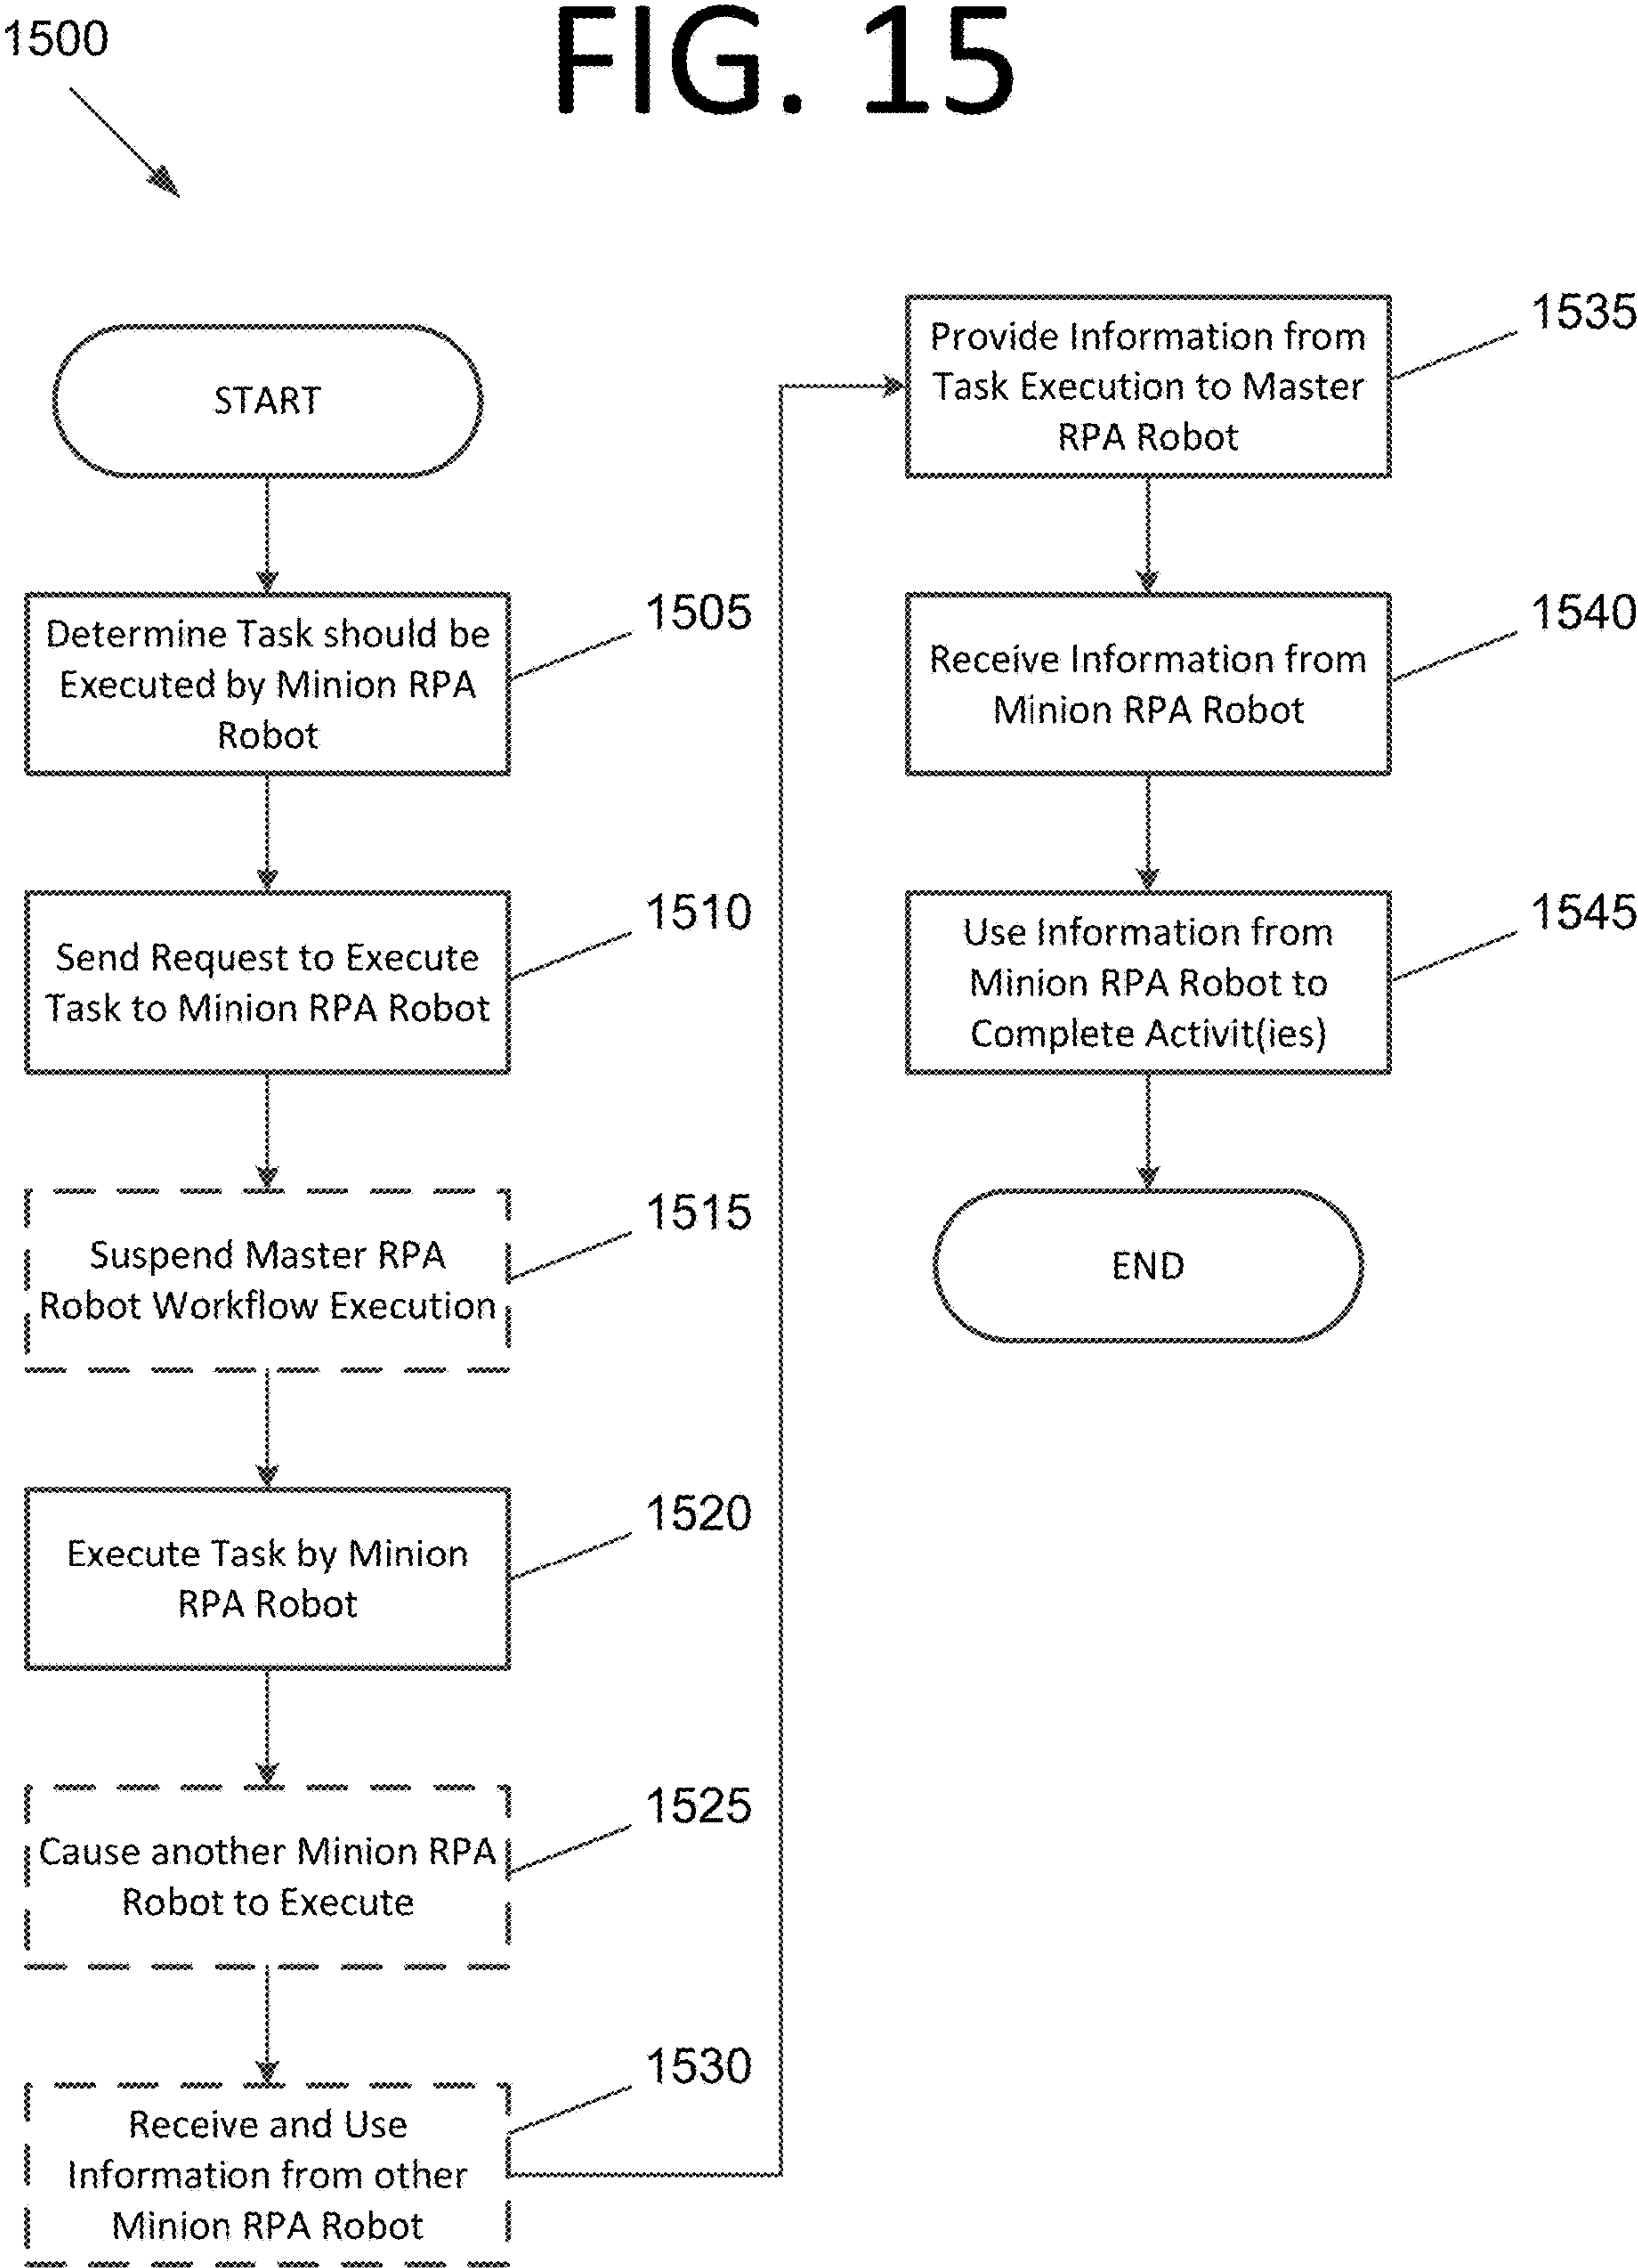 1500
FIG. 15
START
Determine Task should be
Executed by Minion RPA
Robot
1505
Send Request to Execute
Task to Minion RPA Robot
1510
Suspend Master RPA
Robot Workflow Execution
1515
Execute Task by Minion
RPA Robot
1520
Cause another Minion RPA
Robot to Execute
1525
Receive and Use
Information from other
Minion RPA Robot
1530
Provide Information from
Task Execution to Master
RPA Robot
1535
Receive Information from
Minion RPA Robot
1540
Use Information from
Minion RPA Robot to
Complete Activit(ies)
1545
END